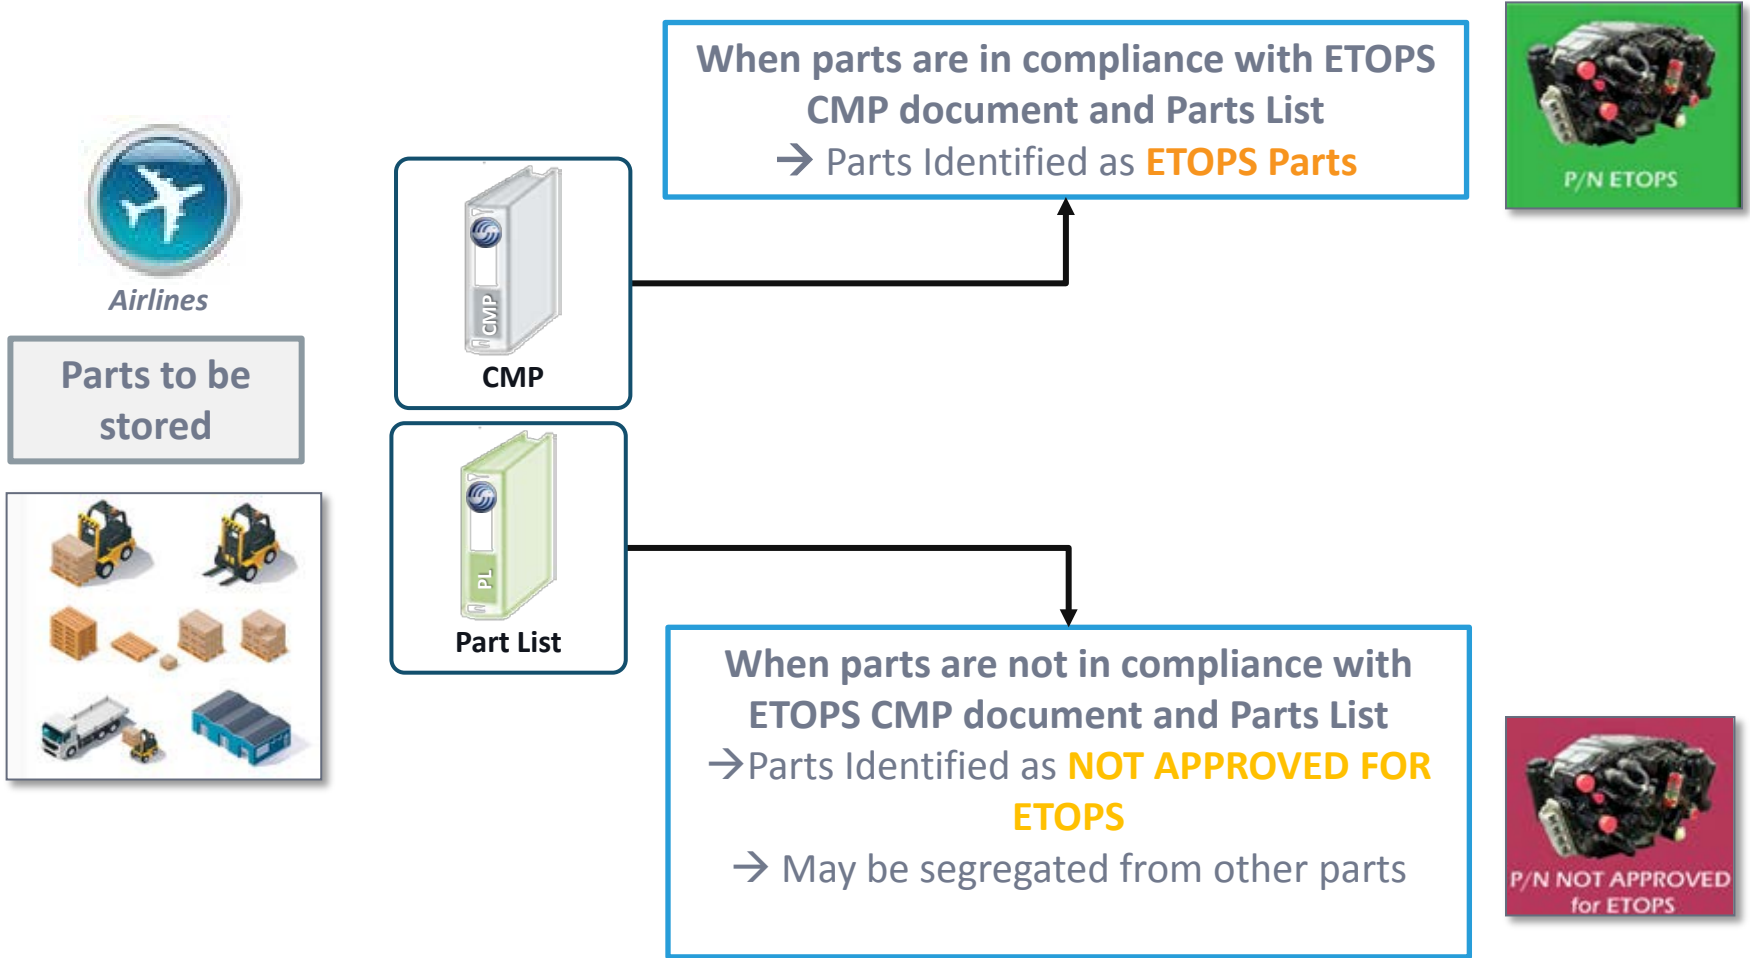 Airlines
Parts to be
stored
CMP
CMP
PL
Part List
When parts are in compliance with ETOPS
CMP document and Parts List
→ Parts Identified as ETOPS Parts
P/N ETOPS
When parts are not in compliance with
ETOPS CMP document and Parts List
→Parts Identified as NOT APPROVED FOR
ETOPS
→ May be segregated from other parts
P/N NOT APPROVED
for ETOPS